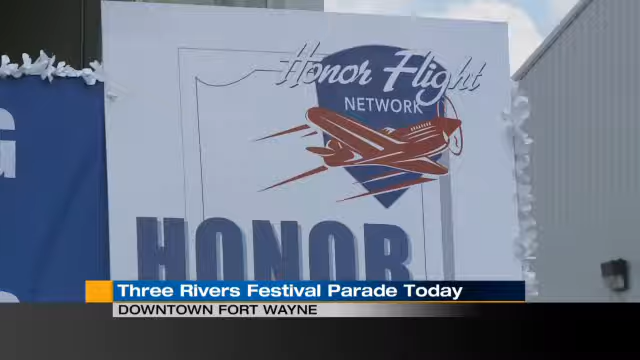 Honor Flight
NETWORK
HONOR
G
Three Rivers Festival Parade Today
DOWNTOWN FORT WAYNE